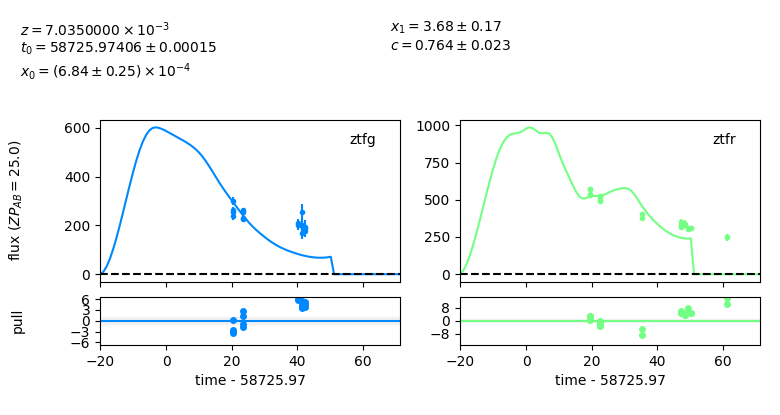 z = 7.0350000 × 10⁻³
t₀ = 58725.97406 ± 0.00015
x₀ = (6.84 ± 0.25) × 10⁻⁴
x₁ = 3.68 ± 0.17
c = 0.764 ± 0.023
flux (ZP_AB = 25.0)
600
400
200
0
ztfg
1000
750
500
250
0
ztfr
pull
6
3
0
−3
−6
−20
0
20
40
60
time - 58725.97
8
0
−8
−20
0
20
40
60
time - 58725.97